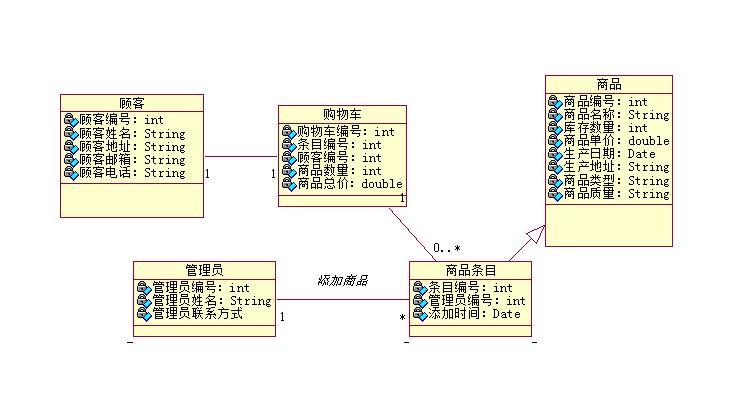 顾客
顾客编号: int
顾客姓名: String
顾客地址: String
顾客邮箱: String
顾客电话: String
1
1
购物车
购物车编号: int
条目编号: int
顾客编号: int
商品数量: int
商品总价: double
1
0..*
商品
商品编号: int
商品名称: String
库存数量: int
商品单价: double
生产日期: Date
生产地址: String
商品类型: String
商品质量: String
管理员
管理员编号: int
管理员姓名: String
管理员联系方式
添加商品
1
*
商品条目
条目编号: int
管理员编号: int
添加时间: Date